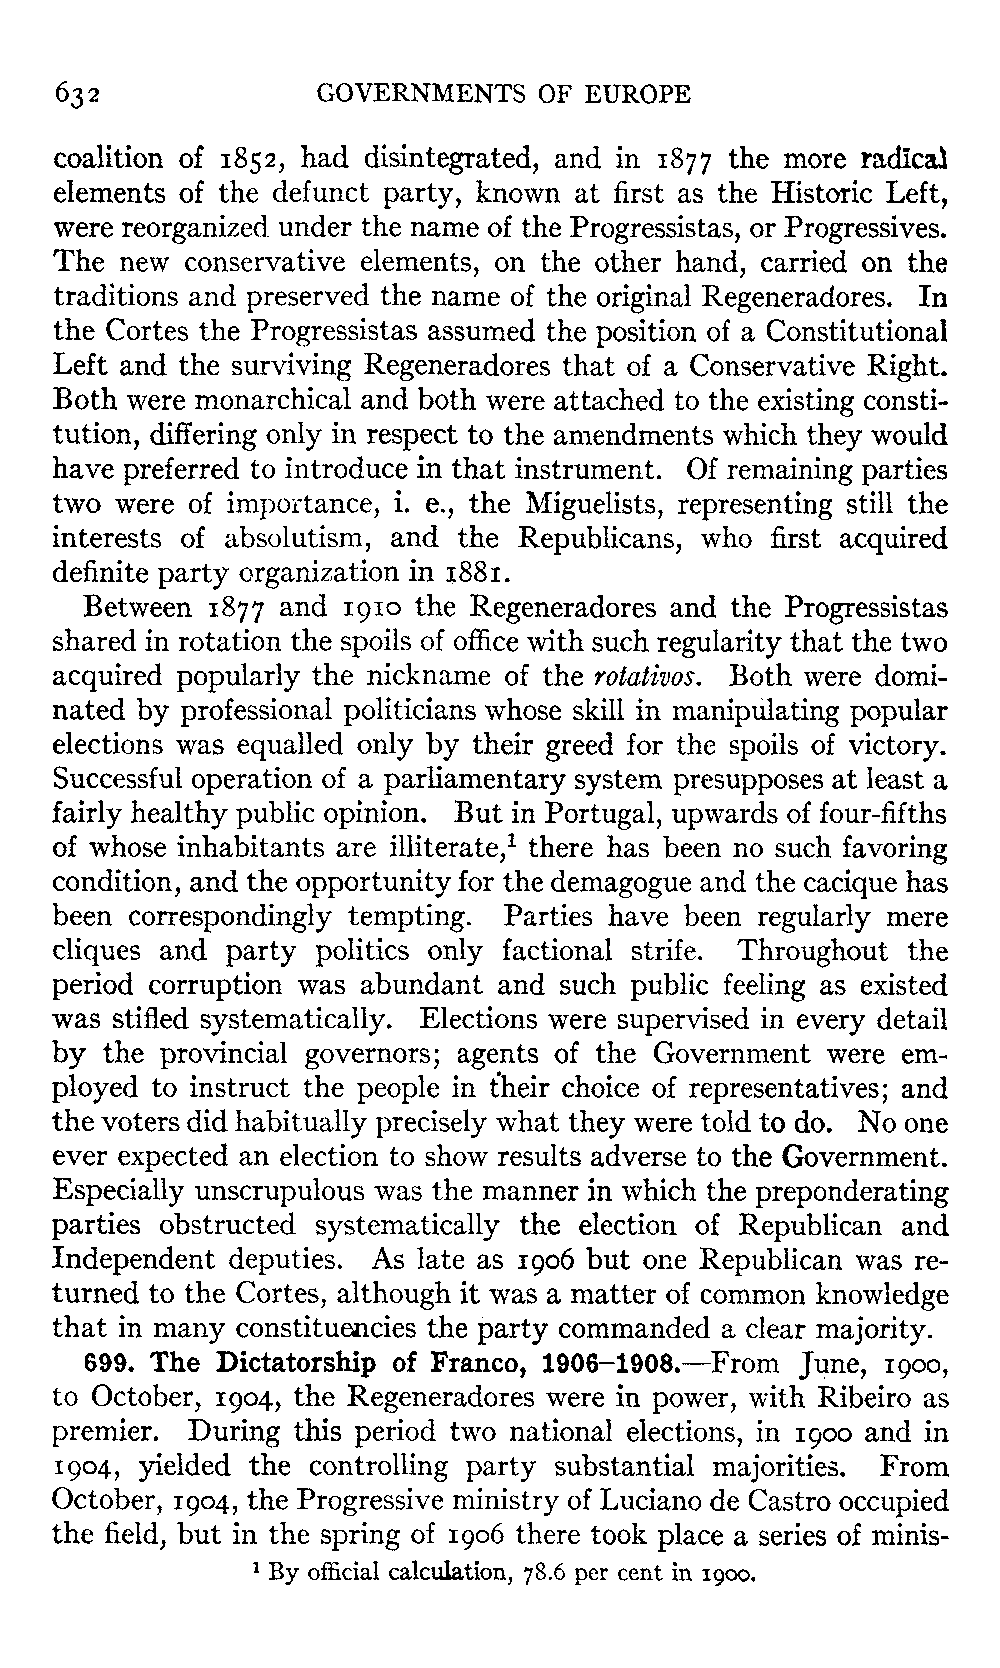 632 GOVERNMENTS OF EUROPE
coalition of 1852, had disintegrated, and in 1877 the more radical
elements of the defunct party, known at first as the Historic Left,
were reorganized under the name of the Progressistas, or Progressives.
The new conservative elements, on the other hand, carried on the
traditions and preserved the name of the original Regeneradores. In
the Cortes the Progressistas assumed the position of a Constitutional
Left and the surviving Regeneradores that of a Conservative Right.
Both were monarchical and both were attached to the existing consti-
tution, differing only in respect to the amendments which they would
have preferred to introduce in that instrument. Of remaining parties
two were of importance, i. e., the Miguelists, representing still the
interests of absolutism, and the Republicans, who first acquired
definite party organization in 1881.
Between 1877 and 1910 the Regeneradores and the Progressistas
shared in rotation the spoils of office with such regularity that the two
acquired popularly the nickname of the rotativos. Both were domi-
nated by professional politicians whose skill in manipulating popular
elections was equalled only by their greed for the spoils of victory.
Successful operation of a parliamentary system presupposes at least a
fairly healthy public opinion. But in Portugal, upwards of four-fifths
of whose inhabitants are illiterate,¹ there has been no such favoring
condition, and the opportunity for the demagogue and the cacique has
been correspondingly tempting. Parties have been regularly mere
cliques and party politics only factional strife. Throughout the
period corruption was abundant and such public feeling as existed
was stifled systematically. Elections were supervised in every detail
by the provincial governors; agents of the Government were em-
ployed to instruct the people in their choice of representatives; and
the voters did habitually precisely what they were told to do. No one
ever expected an election to show results adverse to the Government.
Especially unscrupulous was the manner in which the preponderating
parties obstructed systematically the election of Republican and
Independent deputies. As late as 1906 but one Republican was re-
turned to the Cortes, although it was a matter of common knowledge
that in many constituencies the party commanded a clear majority.
699. The Dictatorship of Franco, 1906–1908.—From June, 1900,
to October, 1904, the Regeneradores were in power, with Ribeiro as
premier. During this period two national elections, in 1900 and in
1904, yielded the controlling party substantial majorities. From
October, 1904, the Progressive ministry of Luciano de Castro occupied
the field, but in the spring of 1906 there took place a series of minis-
¹ By official calculation, 78.6 per cent in 1900.